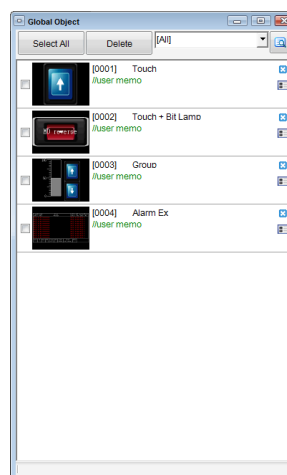 Global Object
Select All Delete [All]
[0001] Touch
//user memo
[0002] Touch + Bit Lamp
//user memo
[0003] Group
//user memo
[0004] Alarm Ex
//user memo